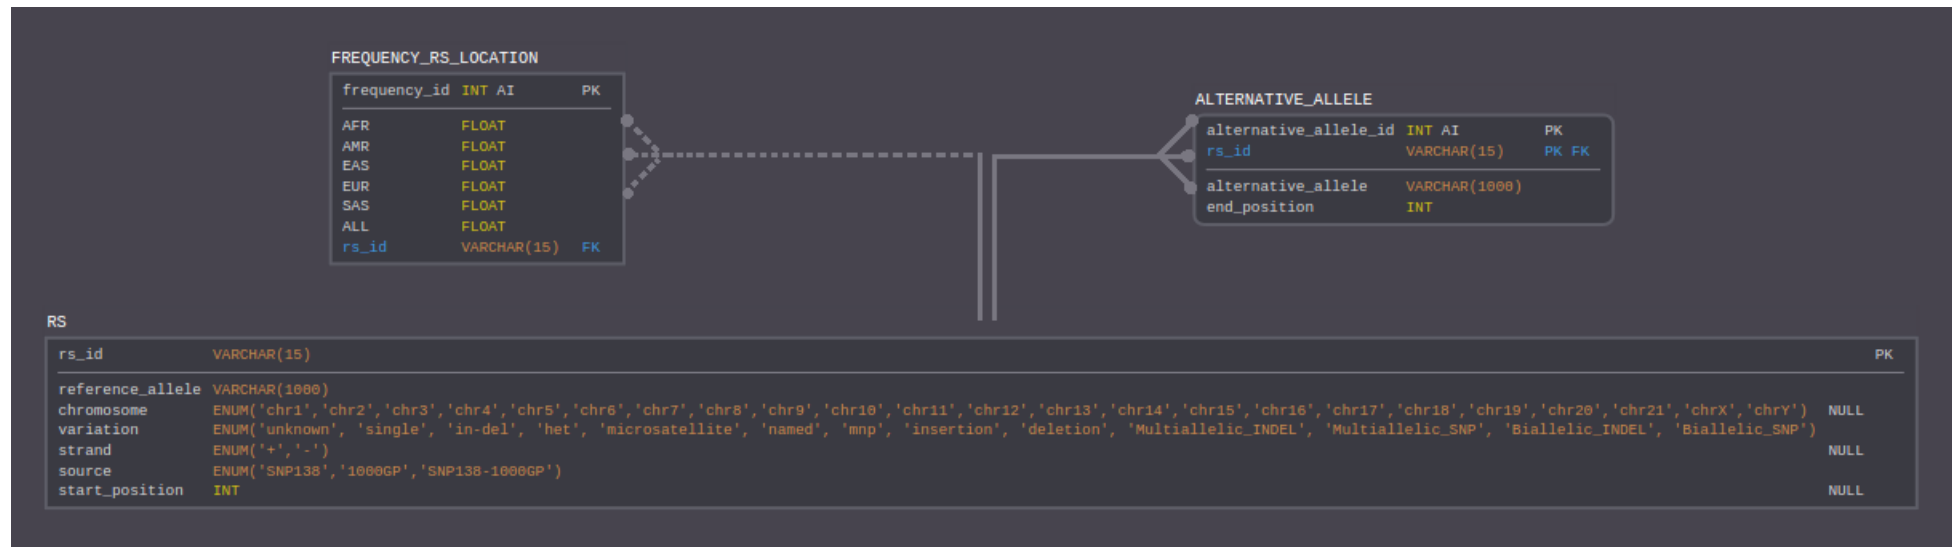 FREQUENCY_RS_LOCATION
frequency_id INT AI PK
AFR FLOAT
AMR FLOAT
EAS FLOAT
EUR FLOAT
SAS FLOAT
ALL FLOAT
rs_id VARCHAR(15) FK
ALTERNATIVE_ALLELE
alternative_allele_id INT AI PK
rs_id VARCHAR(15) PK FK
alternative_allele VARCHAR(1000)
end_position INT
RS
rs_id VARCHAR(15) PK
reference_allele VARCHAR(1000)
chromosome ENUM('chr1','chr2','chr3','chr4','chr5','chr6','chr7','chr8','chr9','chr10','chr11','chr12','chr13','chr14','chr15','chr16','chr17','chr18','chr19','chr20','chr21','chrX','chrY') NULL
variation ENUM('unknown', 'single', 'in-del', 'het', 'microsatellite', 'named', 'mnp', 'insertion', 'deletion', 'Multiallelic_INDEL', 'Multiallelic_SNP', 'Biallelic_INDEL', 'Biallelic_SNP')
strand ENUM('+','-') NULL
source ENUM('SNP138','1000GP','SNP138-1000GP')
start_position INT NULL